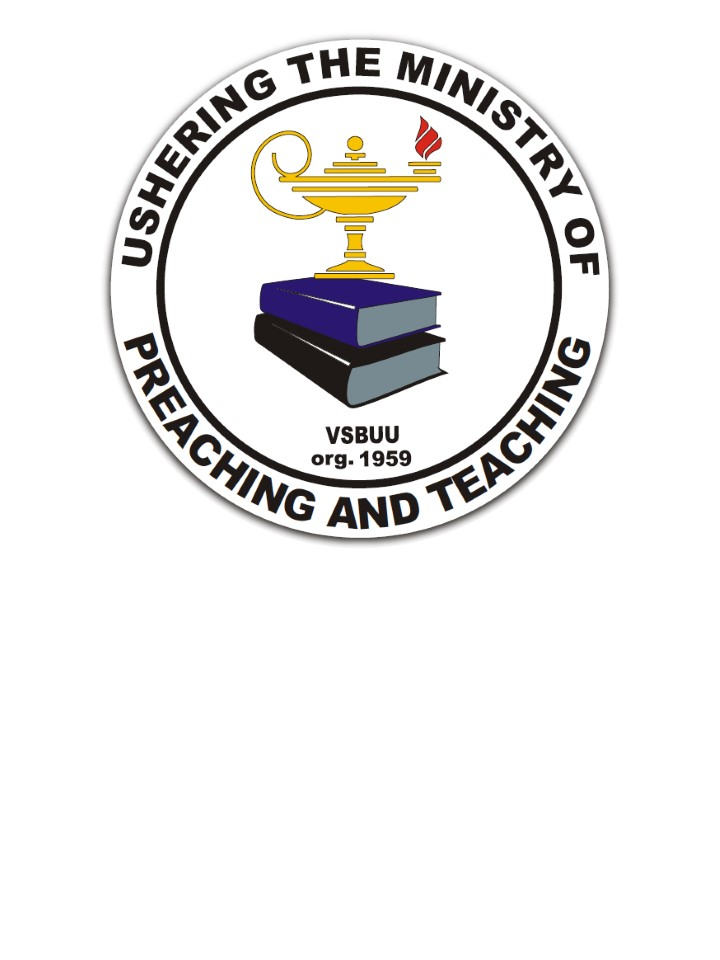 USHERING THE MINISTRY OF
PREACHING AND TEACHING
VSBUU
org. 1959